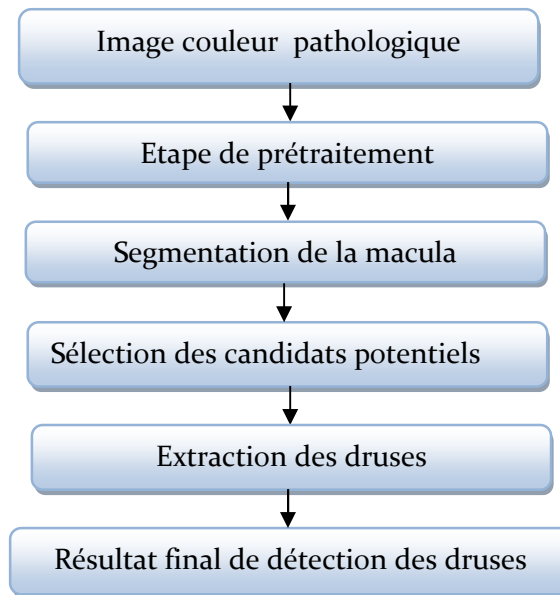 Image couleur pathologique
Etape de prétraitement
Segmentation de la macula
Sélection des candidats potentiels
Extraction des druses
Résultat final de détection des druses